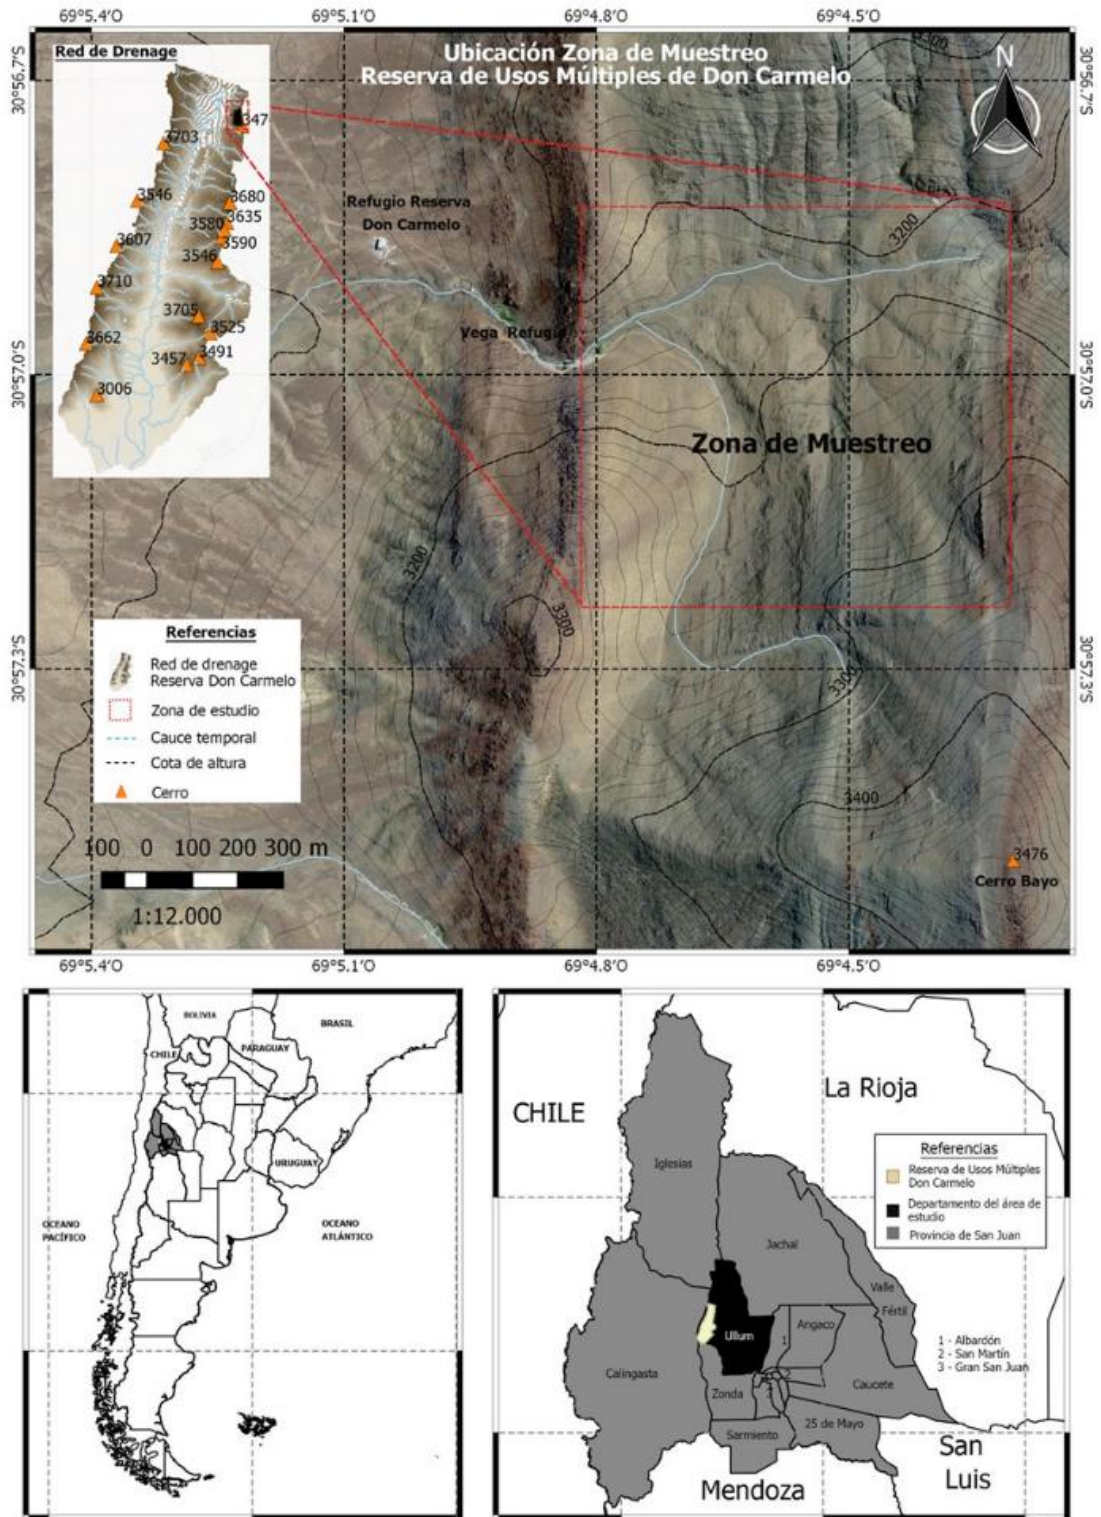 69°5.4'O
69°5.1'O
69°4.8'O
69°4.5'O
Red de Drenage
Ubicación Zona de Muestreo
Reserva de Usos Múltiples de Don Carmelo
N
30°56.7'S
30°56.7'S
347
3703
3546
3680
3635
3580
3590
3607
3546
3710
3705
3525
3662
3457
3491
3006
Refugio Reserva
Don Carmelo
3300
3200
Vega Refugio
30°57.0'S
30°57.0'S
Zona de Muestreo
3200
3300
Referencias
Red de drenage
Reserva Don Carmelo
Zona de estudio
Cauce temporal
Cota de altura
Cerro
30°57.3'S
30°57.3'S
3300
3400
3476
Cerro Bayo
100 0 100 200 300 m
1:12.000
69°5.4'O
69°5.1'O
69°4.8'O
69°4.5'O
BOLIVIA
BRASIL
CHILE
PARAGUAY
URUGUAY
OCEANO
PACÍFICO
OCEANO
ATLÁNTICO
CHILE
La Rioja
Iglesias
Referencias
Reserva de Usos Múltiples
Don Carmelo
Departamento del área de
estudio
Provincia de San Juan
Jachal
Valle
Fértil
Ullum
Angaco
1
1 - Albardón
2 - San Martín
3 - Gran San Juan
2
Calingasta
Zonda
3
Caucete
25 de Mayo
Sarmiento
San
Luis
Mendoza